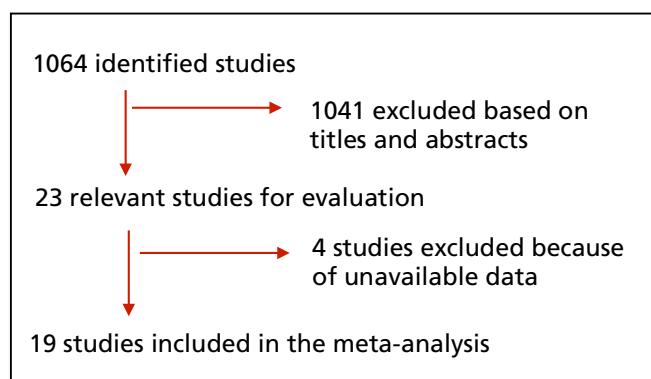 1064 identified studies
1041 excluded based on
titles and abstracts
23 relevant studies for evaluation
4 studies excluded because
of unavailable data
19 studies included in the meta-analysis